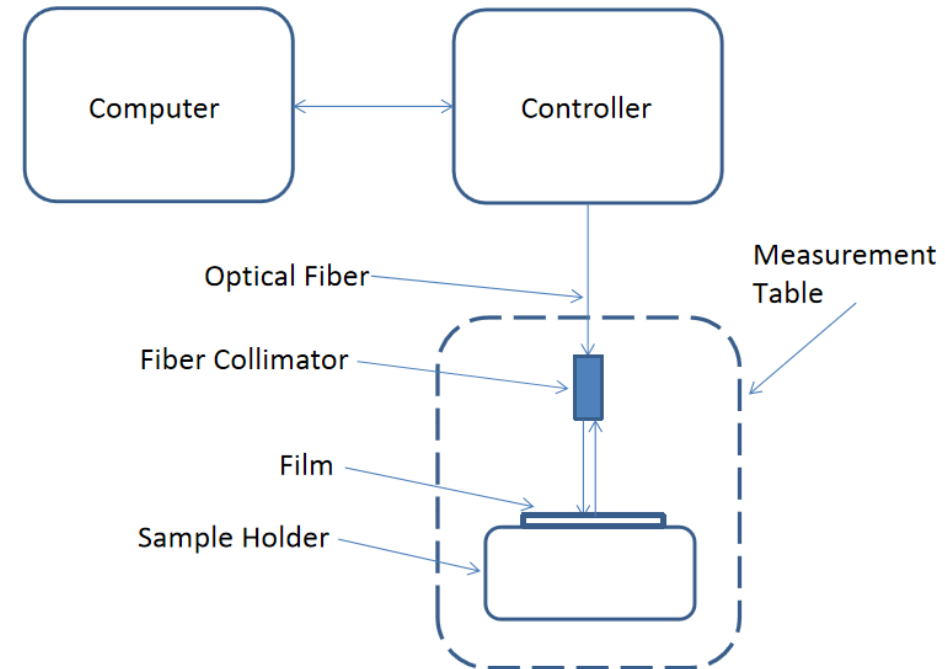 Computer
Controller
Measurement
Table
Optical Fiber
Fiber Collimator
Film
Sample Holder